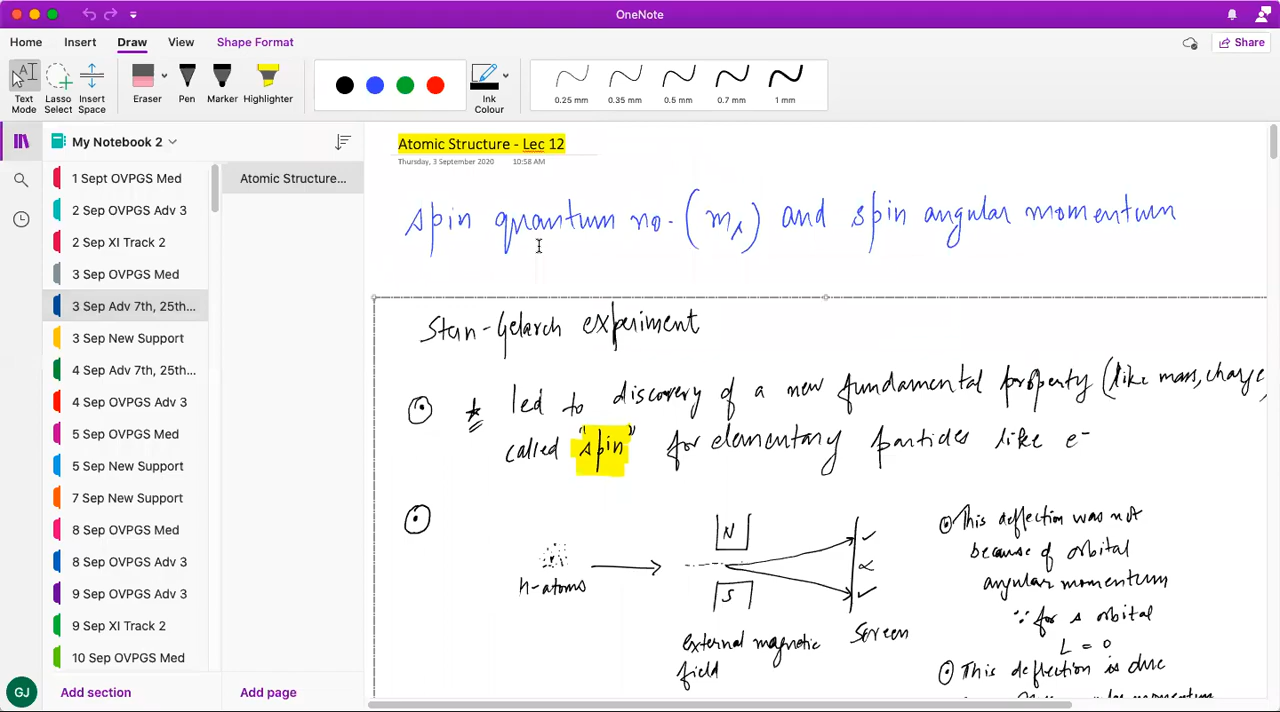 OneNote
Home Insert Draw View Shape Format
Share
Text Mode
Lasso Select
Insert Space
Eraser
Pen
Marker
Highlighter
Ink Colour
0.25 mm 0.35 mm 0.5 mm 0.7 mm 1 mm
My Notebook 2
1 Sept OVPGS Med
2 Sep OVPGS Adv 3
2 Sep XI Track 2
3 Sep OVPGS Med
3 Sep Adv 7th, 25th...
3 Sep New Support
4 Sep Adv 7th, 25th...
4 Sep OVPGS Adv 3
5 Sep OVPGS Med
5 Sep New Support
7 Sep New Support
8 Sep OVPGS Med
8 Sep OVPGS Adv 3
9 Sep OVPGS Adv 3
9 Sep XI Track 2
10 Sep OVPGS Med
GJ
Add section
Atomic Structure...
Add page
Atomic Structure - Lec 12
Thursday, 3 September 2020 10:58 AM
spin quantum no. (ms) and spin angular momentum
Stern-Gelarch experiment
led to discovery of a new fundamental property (like mass, charge,
called "spin" for elementary particles like e-
H-atoms
N
S
external magnetic
field
Screen
This deflection was not
because of orbital
angular momentum
∵ for s orbital
L = 0
This deflection is due